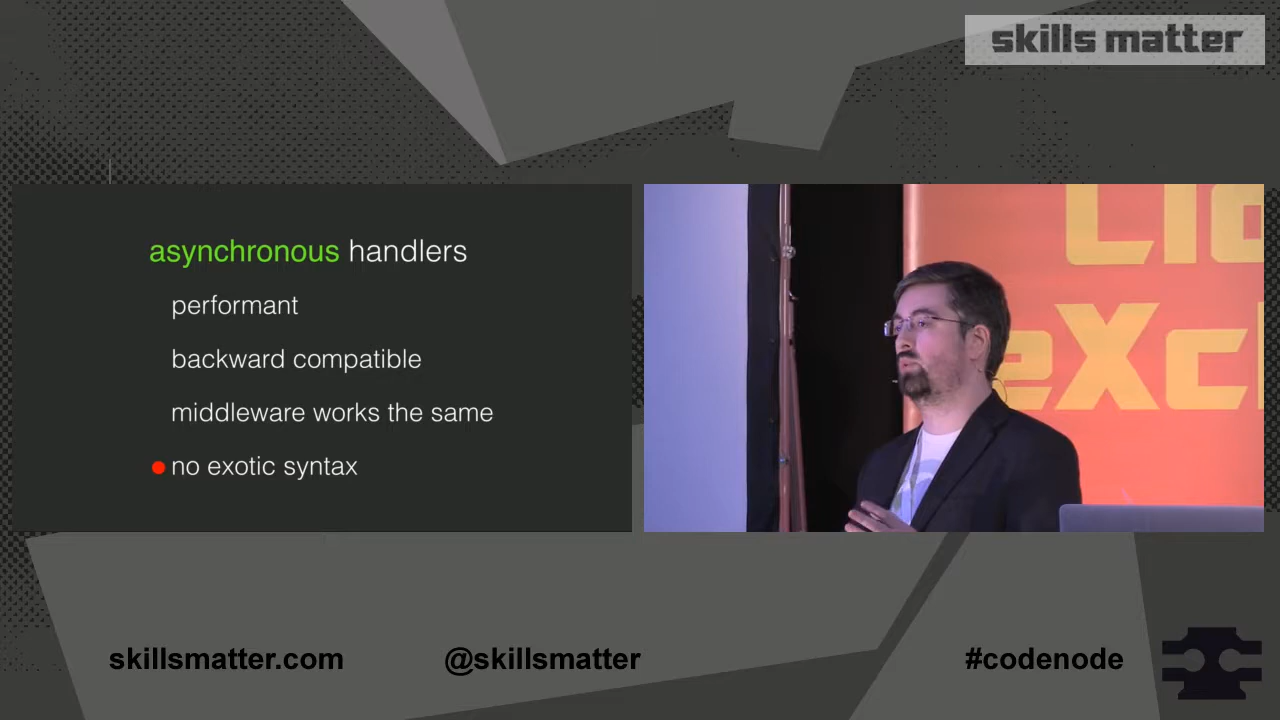 skills matter
asynchronous handlers
performant
backward compatible
middleware works the same
no exotic syntax
skillsmatter.com
@skillsmatter
#codenode